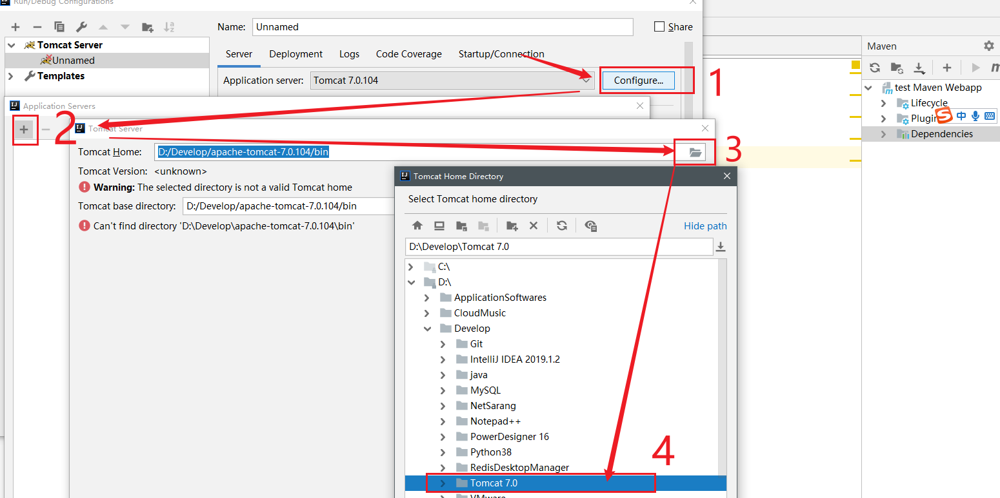 Run/Debug Configurations
Name: Unnamed
Share
Tomcat Server
Unnamed
Templates
Server Deployment Logs Code Coverage Startup/Connection
Application server: Tomcat 7.0.104
Configure...
1
Application Servers
2
Tomcat Server
Tomcat Home: D:/Develop/apache-tomcat-7.0.104/bin
3
Tomcat Version: <unknown>
Warning: The selected directory is not a valid Tomcat home
Tomcat base directory: D:/Develop/apache-tomcat-7.0.104/bin
Can't find directory 'D:\Develop\apache-tomcat-7.0.104\bin'
Tomcat Home Directory
Select Tomcat home directory
Hide path
D:\Develop\Tomcat 7.0
C:\
D:\
ApplicationSoftwares
CloudMusic
Develop
Git
IntelliJ IDEA 2019.1.2
java
MySQL
NetSarang
Notepad++
PowerDesigner 16
Python38
RedisDesktopManager
4
Tomcat 7.0
VMware
Maven
m
test Maven Webapp
Lifecycle
Plugin
S 中
Dependencies